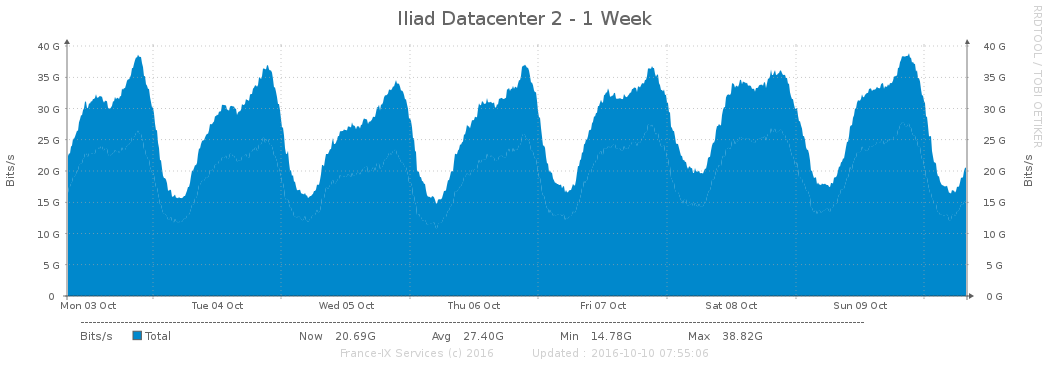 Iliad Datacenter 2 - 1 Week
RRDTOOL / TOBI OETIKER
Bits/s
40 G 40 G
35 G 35 G
30 G 30 G
25 G 25 G
20 G 20 G
15 G 15 G
10 G 10 G
5 G 5 G
0 0 G
Bits/s
Mon 03 Oct Tue 04 Oct Wed 05 Oct Thu 06 Oct Fri 07 Oct Sat 08 Oct Sun 09 Oct
Bits/s Total Now 20.69G Avg 27.40G Min 14.78G Max 38.82G
France-IX Services (c) 2016 Updated : 2016-10-10 07:55:06